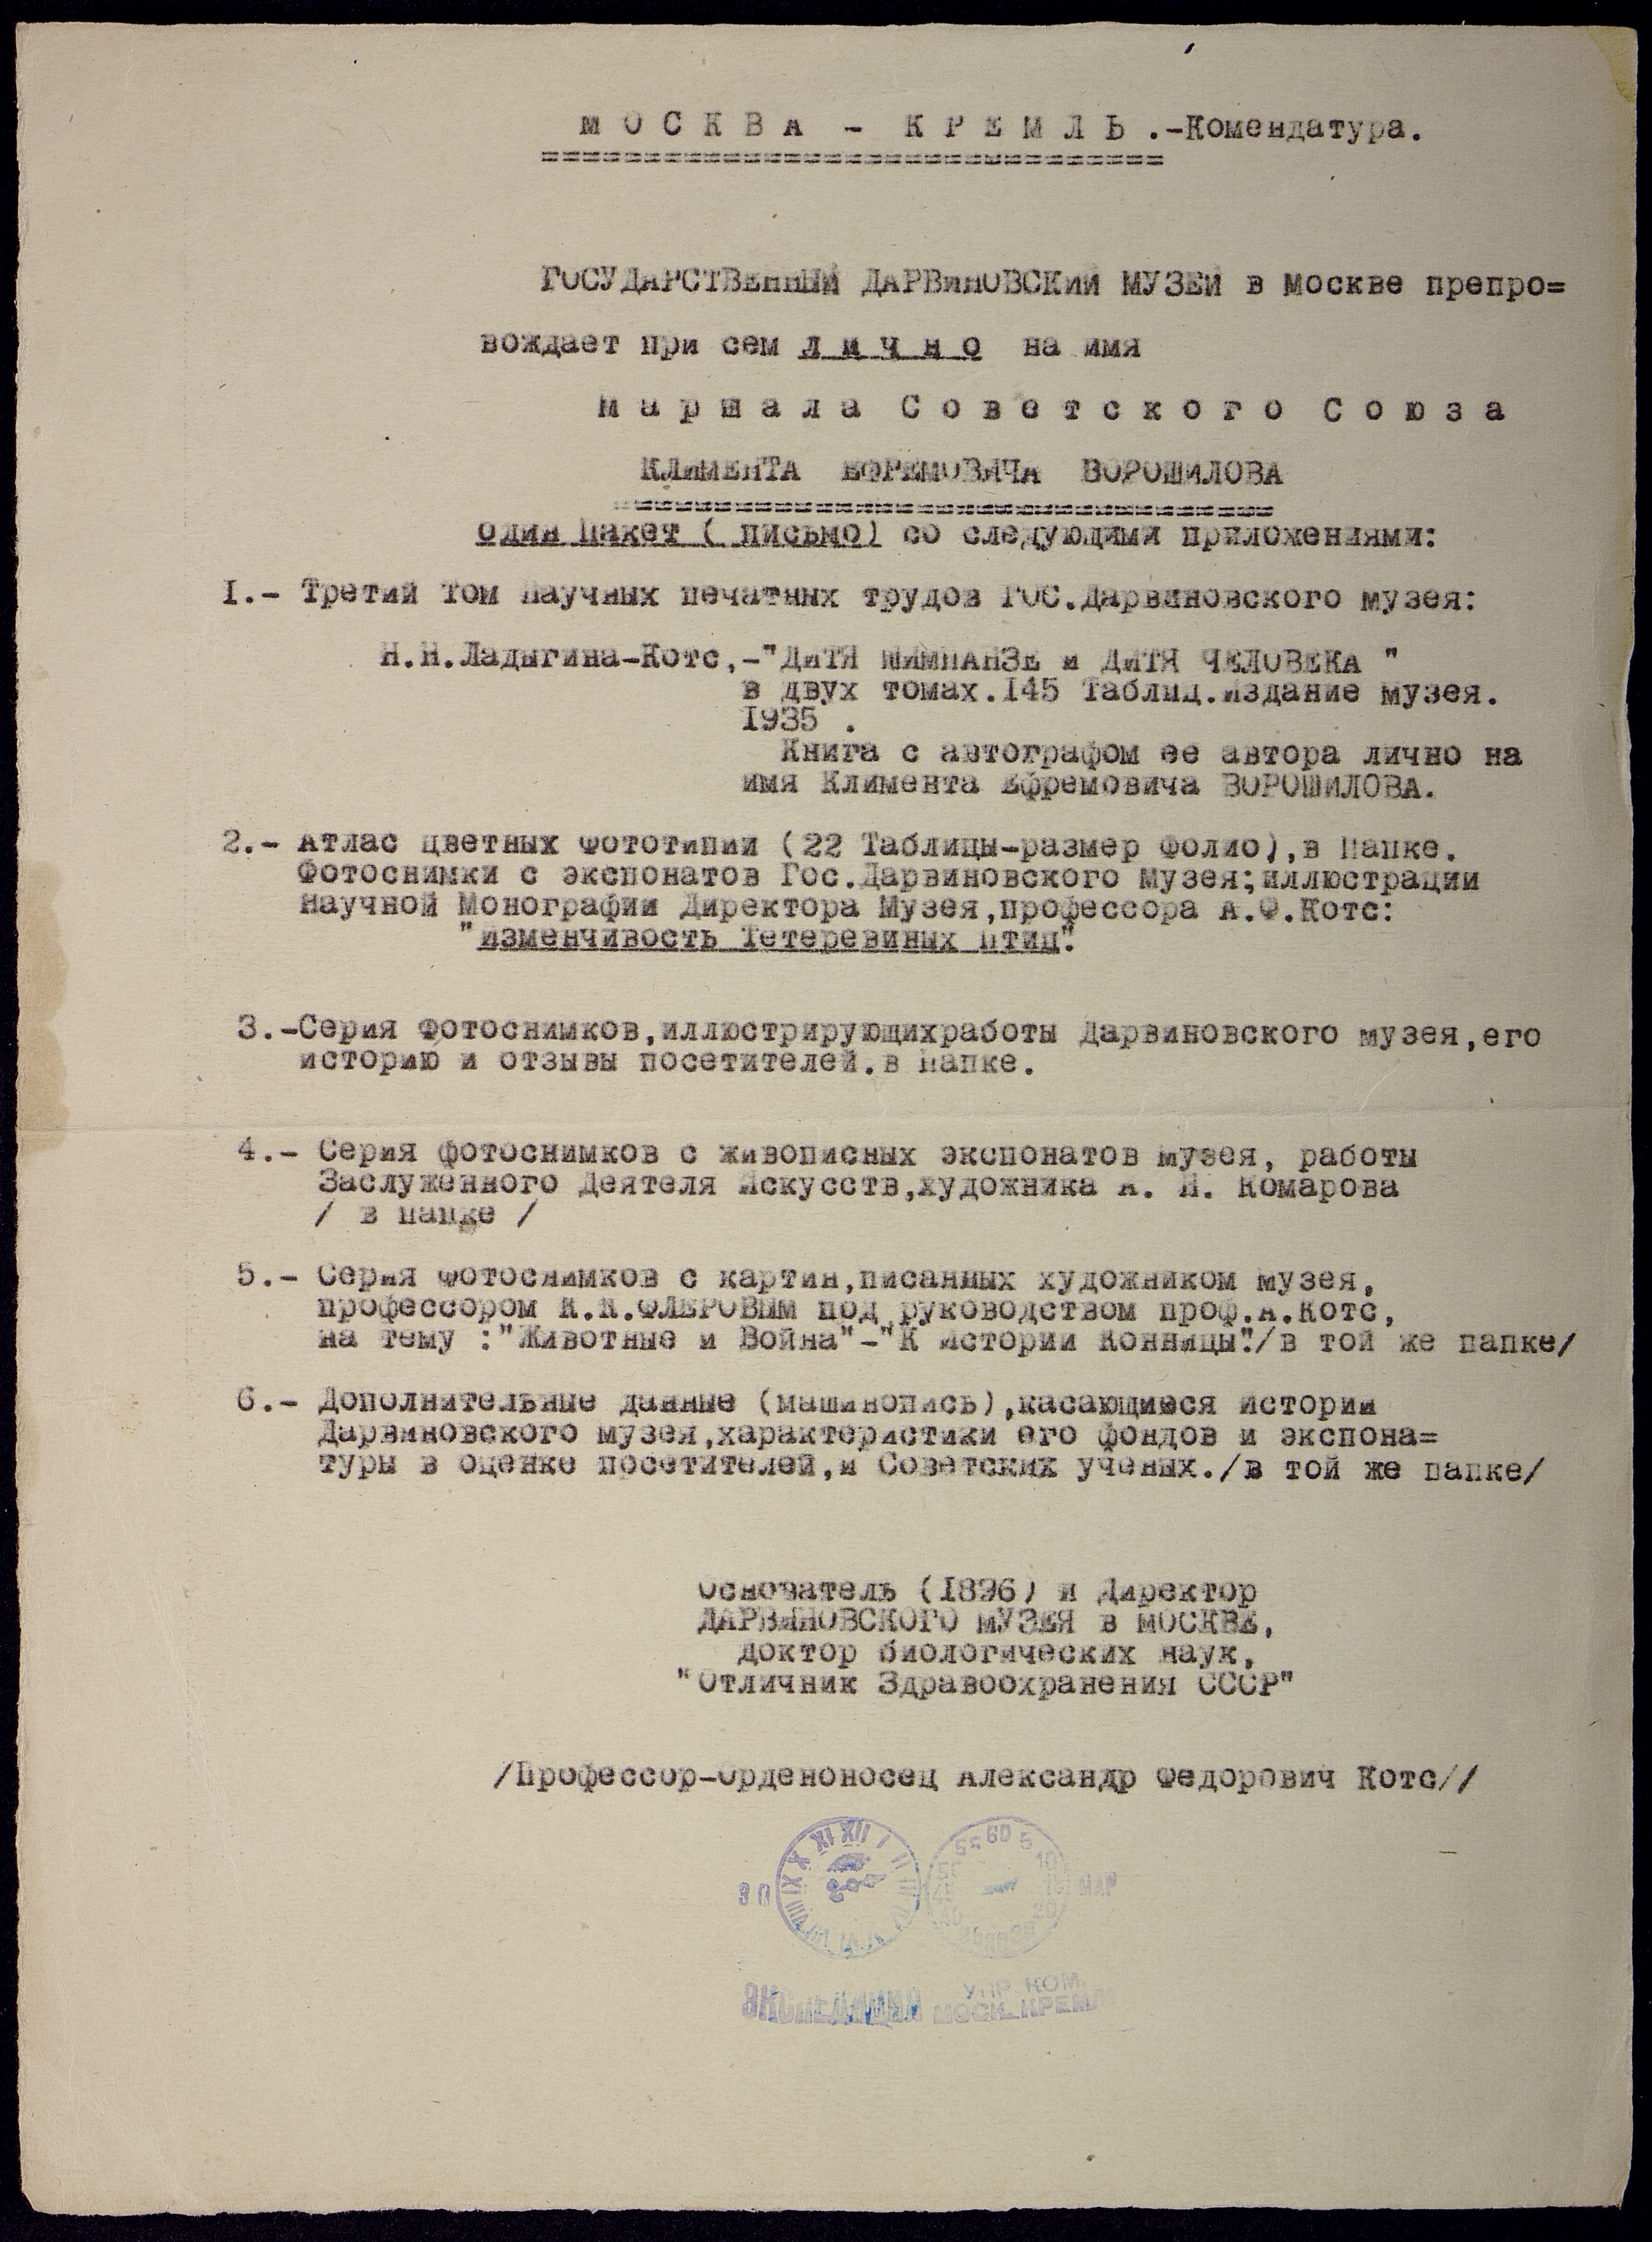 М О С К В А - К Р Е М Л Ь .-Комендатура.
================================
ГОСУДАРСТВЕННЫЙ ДАРВИНОВСКИЙ МУЗЕЙ в Москве препро=
вождает при сем л и ч н о на имя
М а р ш а л а С о в е т с к о г о С о ю з а
КЛИМЕНТА ЕФРЕМОВИЧА ВОРОШИЛОВА
==================================
один Пакет ( письмо) со следующими приложениями:
1.- Третий Том Научных печатных трудов ГОС.Дарвиновского музея:
Н.Н.Ладыгина-Котс,-"ДИТЯ ШИМПАНЗЕ и ДИТЯ ЧЕЛОВЕКА "
в двух томах.145 Таблиц.Издание музея.
1935 .
Книга с автографом ее автора лично на
имя Климента Ефремовича ВОРОШИЛОВА.
2.- Атлас Цветных Фототипий (22 Таблицы-размер Фолио),в Папке.
Фотоснимки с экспонатов Гос.Дарвиновского Музея;иллюстрации
Научной Монографии Директора Музея,профессора А.Ф.Котс:
"Изменчивость Тетеревиных Птиц".
3.-Серия Фотоснимков,иллюстрирующихработы Дарвиновского музея,его
историю и отзывы посетителей.в Папке.
4.- Серия фотоснимков с живописных экспонатов музея, работы
Заслуженного Деятеля Искусств,художника А. Н. Комарова
/ в папке /
5.- Серия Фотоснимков с картин,писанных художником музея,
профессором К.К.ФЛЕРОВЫМ под руководством проф.А.Котс,
на тему :"Животные и Война"-"К Истории Конницы"./в той же папке/
6.- Дополнительные данные (машинопись),касающиеся истории
Дарвиновского музея,характеристики его фондов и экспона=
туры в оценке посетителей,и Советских ученых./в той же папке/
Основатель (1896) и Директор
ДАРВИНОВСКОГО МУЗЕЯ в МОСКВЕ,
доктор биологических наук,
"Отличник Здравоохранения СССР"
/Профессор-Орденоносец Александр Федорович Котс//
30 МАР
ЭКСПЕДИЦИЯ УПР КОМ.
МОСК. КРЕМЛ